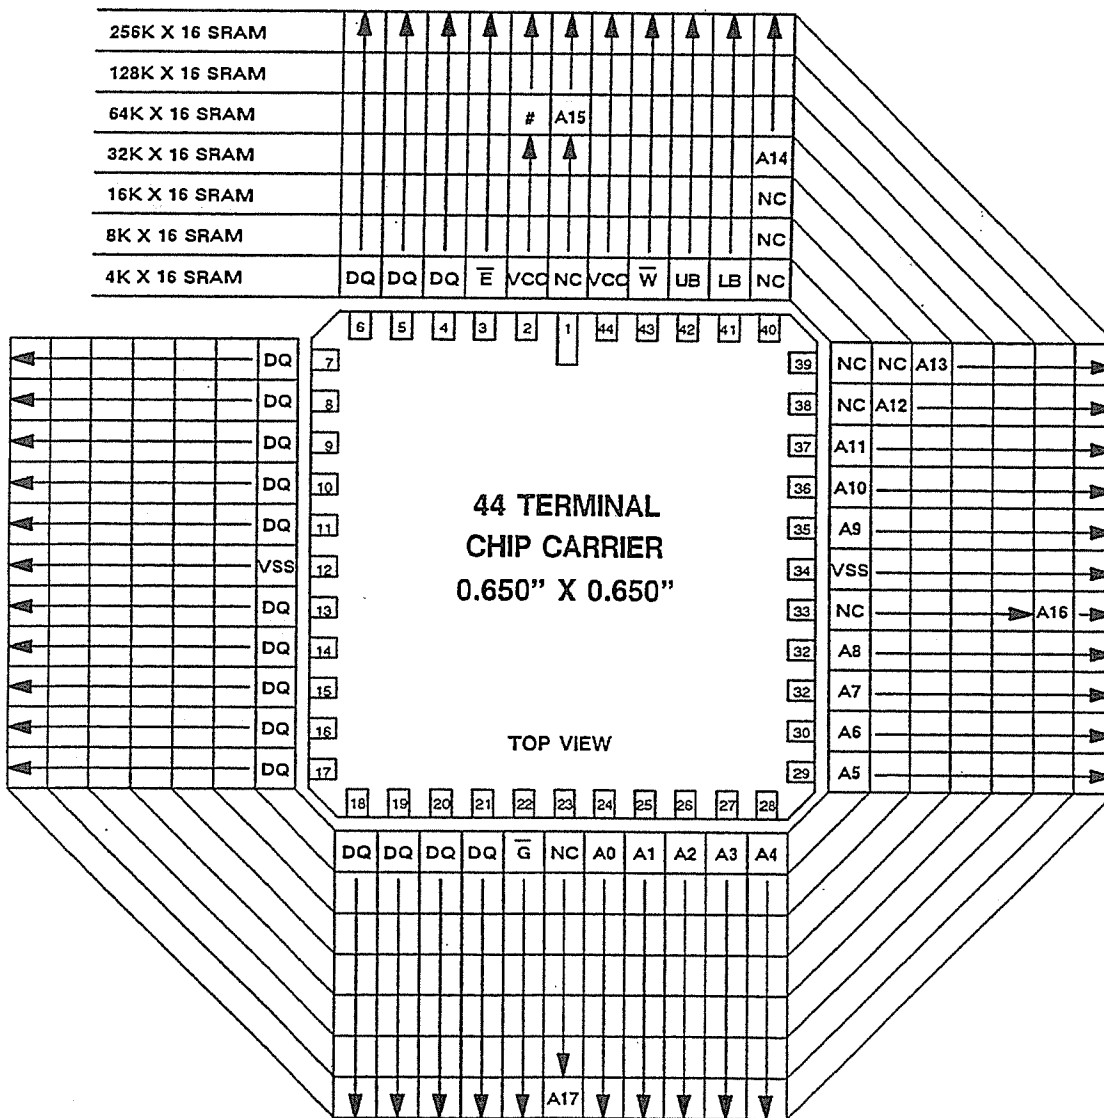 256K X 16 SRAM
128K X 16 SRAM
64K X 16 SRAM # A15
32K X 16 SRAM A14
16K X 16 SRAM NC
8K X 16 SRAM NC
4K X 16 SRAM DQ DQ DQ E̅ VCC NC VCC W̅ UB LB NC
6 5 4 3 2 1 44 43 42 41 40
DQ 7 39 NC NC A13
DQ 8 38 NC A12
DQ 9 37 A11
DQ 10 36 A10
DQ 11 35 A9
VSS 12 34 VSS
DQ 13 33 NC A16
DQ 14 32 A8
DQ 15 32 A7
DQ 16 30 A6
DQ 17 29 A5
44 TERMINAL
CHIP CARRIER
0.650” X 0.650”
TOP VIEW
18 19 20 21 22 23 24 25 26 27 28
DQ DQ DQ DQ G̅ NC A0 A1 A2 A3 A4
A17